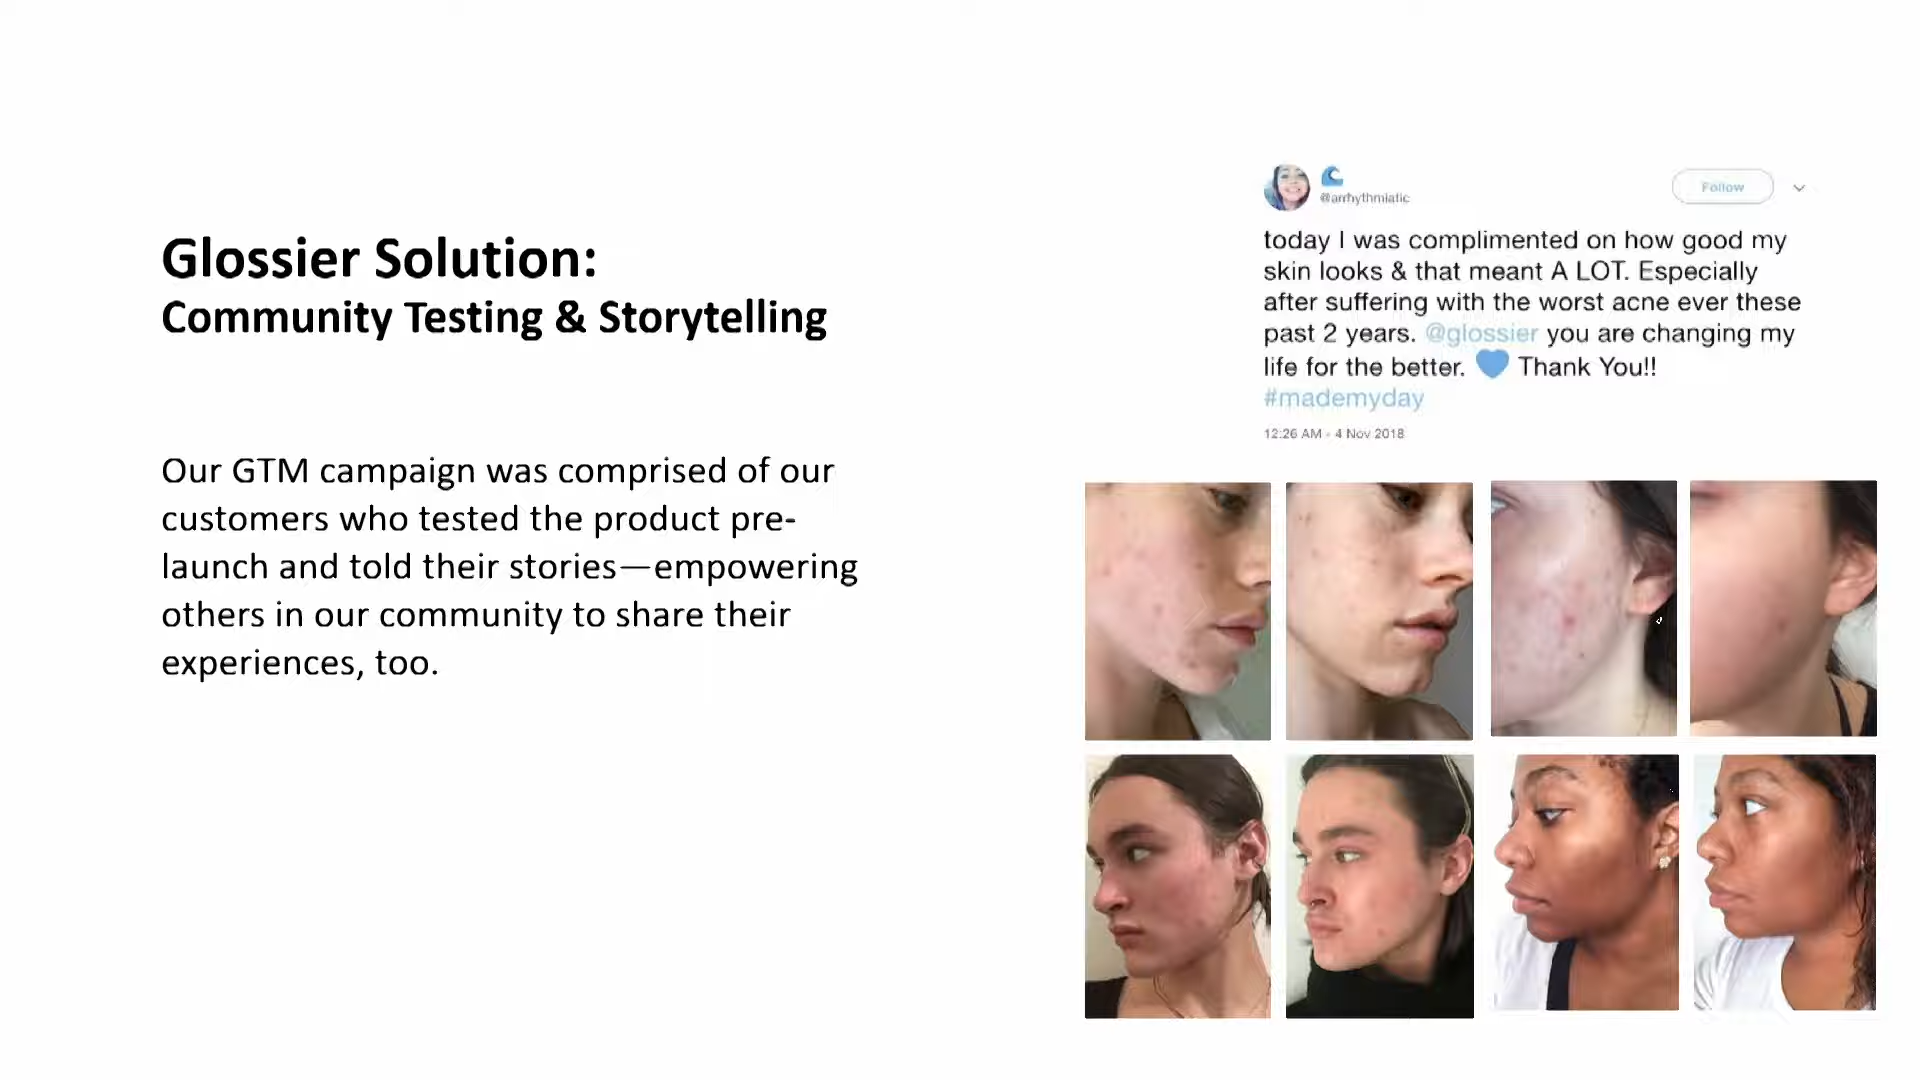 Glossier Solution:
Community Testing & Storytelling
Our GTM campaign was comprised of our
customers who tested the product pre-
launch and told their stories—empowering
others in our community to share their
experiences, too.
@arrhythmiatic
Follow
today I was complimented on how good my
skin looks & that meant A LOT. Especially
after suffering with the worst acne ever these
past 2 years. @glossier you are changing my
life for the better. 💙 Thank You!!
#mademyday
12:26 AM - 4 Nov 2018